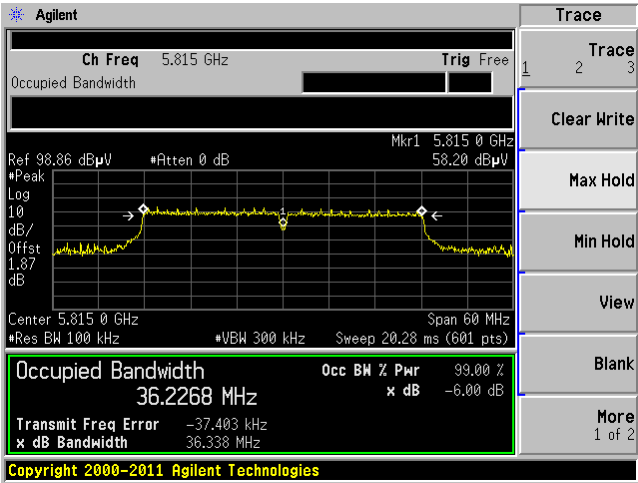 Agilent
Trace
Ch Freq 5.815 GHz Trig Free
Occupied Bandwidth
Trace
1 2 3
Clear Write
Max Hold
Min Hold
View
Blank
More
1 of 2
Mkr1 5.815 0 GHz
Ref 98.86 dBµV #Atten 0 dB 58.20 dBµV
#Peak
Log
10
dB/
Offst
1.87
dB
1
Center 5.815 0 GHz Span 60 MHz
#Res BW 100 kHz #VBW 300 kHz Sweep 20.28 ms (601 pts)
Occupied Bandwidth Occ BW % Pwr 99.00 %
36.2268 MHz x dB -6.00 dB
Transmit Freq Error -37.403 kHz
x dB Bandwidth 36.338 MHz
Copyright 2000-2011 Agilent Technologies